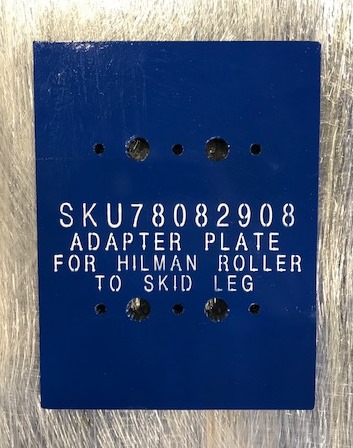 SKU78082908
ADAPTER PLATE
FOR HILMAN ROLLER
TO SKID LEG